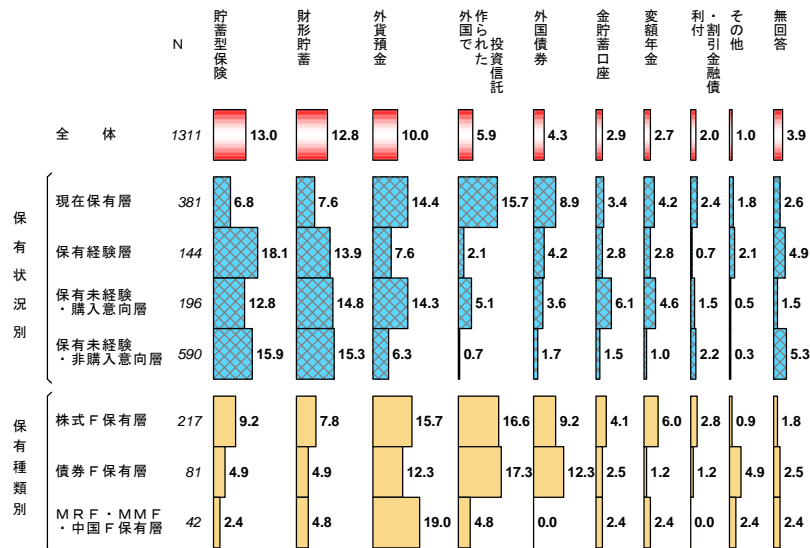 N
貯蓄型保険
財形貯蓄
外貨預金
外国で
作られた
投資信託
外国債券
金貯蓄口座
変額年金
利付
・割引金融債
その他
無回答
全　体 1311 13.0 12.8 10.0 5.9 4.3 2.9 2.7 2.0 1.0 3.9
保有状況別
現在保有層 381 6.8 7.6 14.4 15.7 8.9 3.4 4.2 2.4 1.8 2.6
保有経験層 144 18.1 13.9 7.6 2.1 4.2 2.8 2.8 0.7 2.1 4.9
保有未経験
・購入意向層 196 12.8 14.8 14.3 5.1 3.6 6.1 4.6 1.5 0.5 1.5
保有未経験
・非購入意向層 590 15.9 15.3 6.3 0.7 1.7 1.5 1.0 2.2 0.3 5.3
保有種類別
株式Ｆ保有層 217 9.2 7.8 15.7 16.6 9.2 4.1 6.0 2.8 0.9 1.8
債券Ｆ保有層 81 4.9 4.9 12.3 17.3 12.3 2.5 1.2 1.2 4.9 2.5
ＭＲＦ・ＭＭＦ
・中国Ｆ保有層 42 2.4 4.8 19.0 4.8 0.0 2.4 2.4 0.0 2.4 2.4